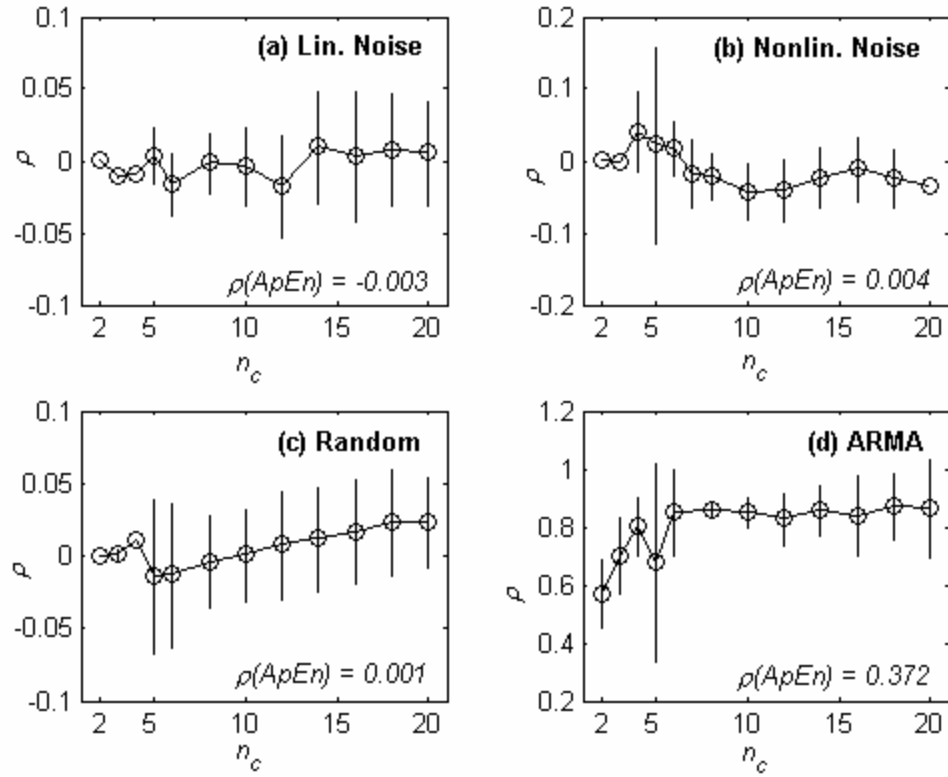 0.1
0.05
0
-0.05
-0.1
ρ
(a) Lin. Noise
ρ(ApEn) = -0.003
2 5 10 15 20
n_c
0.2
0.1
0
-0.1
-0.2
ρ
(b) Nonlin. Noise
ρ(ApEn) = 0.004
2 5 10 15 20
n_c
0.1
0.05
0
-0.05
-0.1
ρ
(c) Random
ρ(ApEn) = 0.001
2 5 10 15 20
n_c
1.2
1
0.8
0.6
0.4
0.2
ρ
(d) ARMA
ρ(ApEn) = 0.372
2 5 10 15 20
n_c